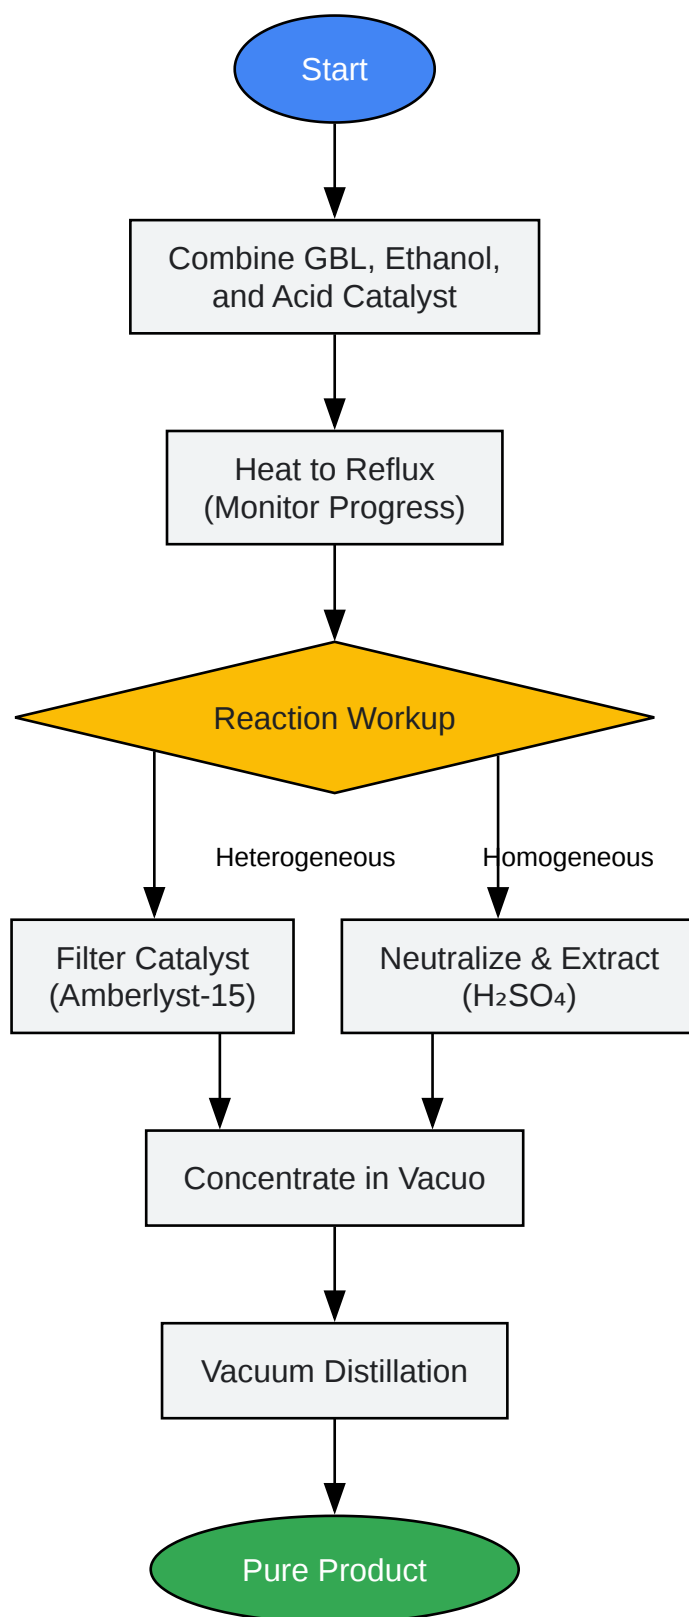 Start
Combine GBL, Ethanol,
and Acid Catalyst
Heat to Reflux
(Monitor Progress)
Reaction Workup
Heterogeneous
Homogeneous
Filter Catalyst
(Amberlyst-15)
Neutralize & Extract
(H₂SO₄)
Concentrate in Vacuo
Vacuum Distillation
Pure Product